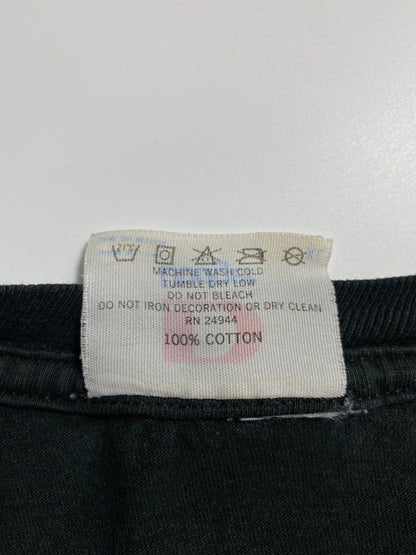 MACHINE WASH COLD
TUMBLE DRY LOW
DO NOT BLEACH
DO NOT IRON DECORATION OR DRY CLEAN
RN 24944
100% COTTON